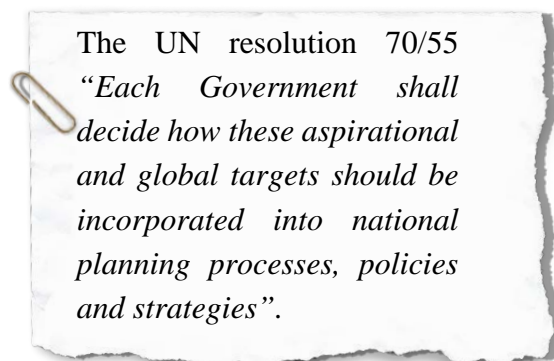 The UN resolution 70/55
“Each Government shall
decide how these aspirational
and global targets should be
incorporated into national
planning processes, policies
and strategies”.